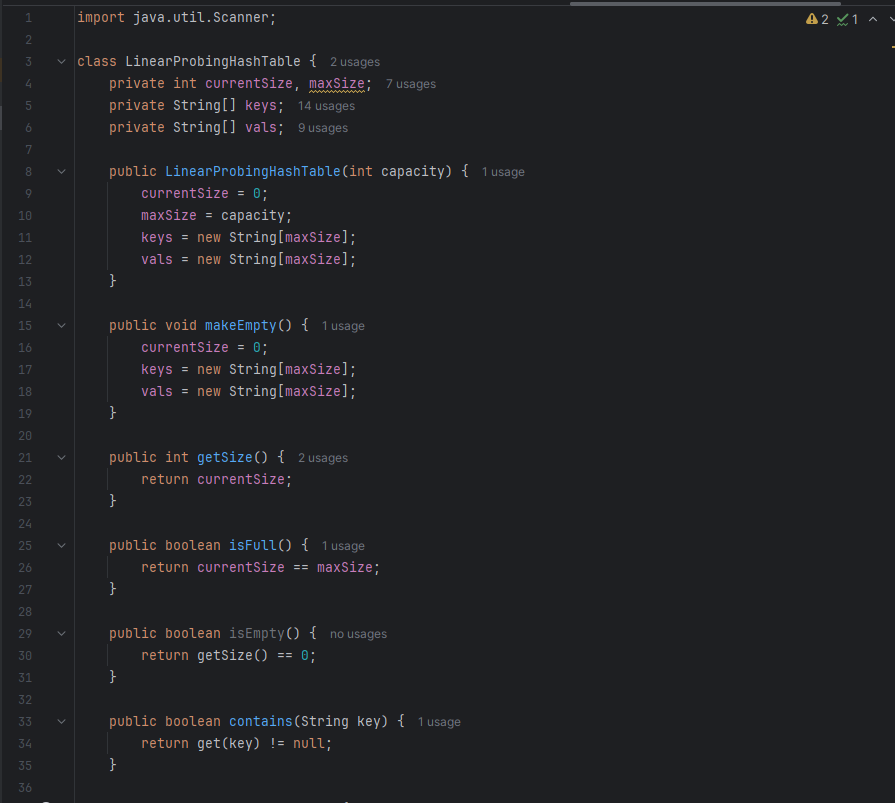 2 1
1 import java.util.Scanner;
2
3 class LinearProbingHashTable { 2 usages
4     private int currentSize, maxSize; 7 usages
5     private String[] keys; 14 usages
6     private String[] vals; 9 usages
7
8     public LinearProbingHashTable(int capacity) { 1 usage
9         currentSize = 0;
10         maxSize = capacity;
11         keys = new String[maxSize];
12         vals = new String[maxSize];
13     }
14
15     public void makeEmpty() { 1 usage
16         currentSize = 0;
17         keys = new String[maxSize];
18         vals = new String[maxSize];
19     }
20
21     public int getSize() { 2 usages
22         return currentSize;
23     }
24
25     public boolean isFull() { 1 usage
26         return currentSize == maxSize;
27     }
28
29     public boolean isEmpty() { no usages
30         return getSize() == 0;
31     }
32
33     public boolean contains(String key) { 1 usage
34         return get(key) != null;
35     }
36